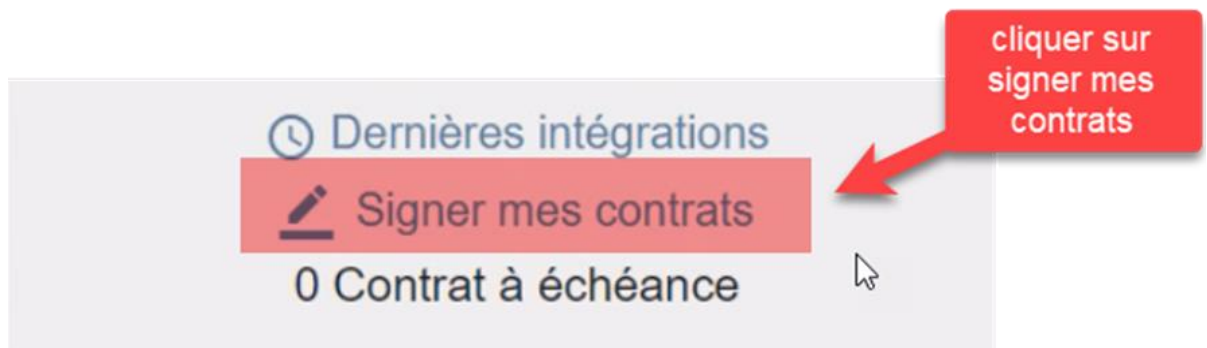 cliquer sur
signer mes
contrats
Dernières intégrations
Signer mes contrats
0 Contrat à échéance